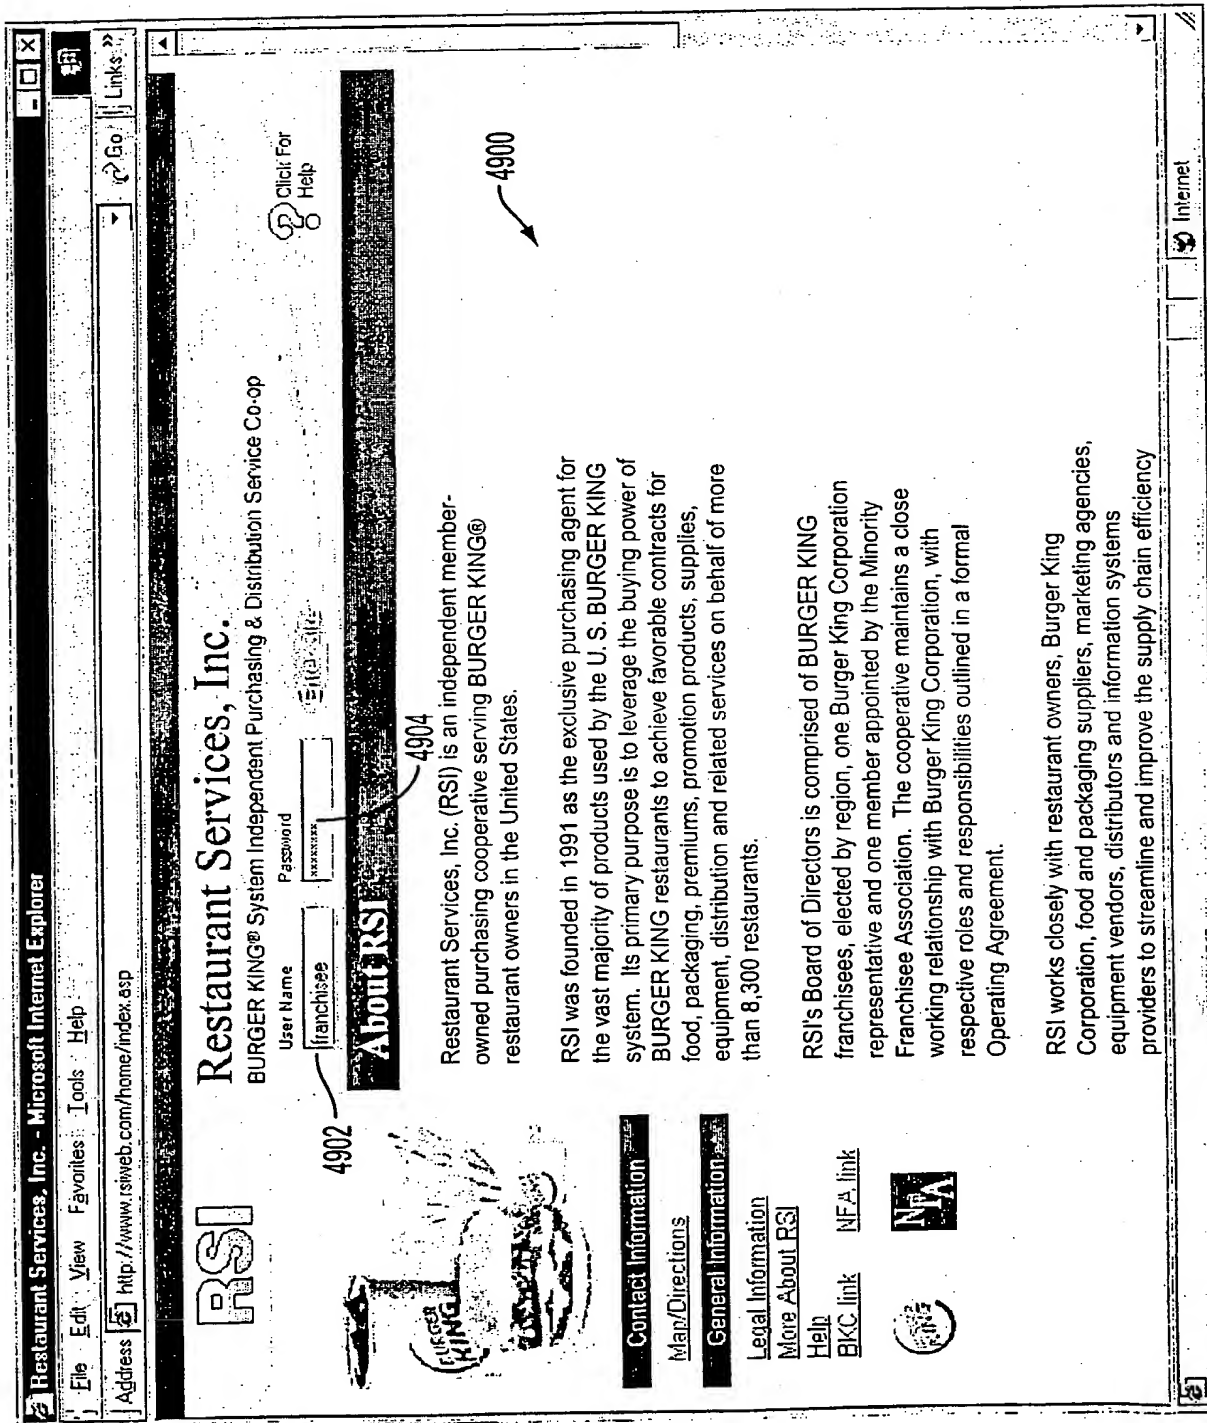 Restaurant Services, Inc. - Microsoft Internet Explorer
File Edit View Favorites Tools Help
Address http://www.rsiweb.com/home/index.asp Go Links »
RSI
Restaurant Services, Inc.
BURGER KING® System Independent Purchasing & Distribution Service Co-op
User Name
Password
franchisee
xxxxxxxx
Click For
Help
4902
4904
4900
About RSI
BURGER
KING
Restaurant Services, Inc. (RSI) is an independent member-
owned purchasing cooperative serving BURGER KING®
restaurant owners in the United States.
RSI was founded in 1991 as the exclusive purchasing agent for
the vast majority of products used by the U. S. BURGER KING
system. Its primary purpose is to leverage the buying power of
BURGER KING restaurants to achieve favorable contracts for
food, packaging, premiums, promotion products, supplies,
equipment, distribution and related services on behalf of more
than 8,300 restaurants.
RSI's Board of Directors is comprised of BURGER KING
franchisees, elected by region, one Burger King Corporation
representative and one member appointed by the Minority
Franchisee Association. The cooperative maintains a close
working relationship with Burger King Corporation, with
respective roles and responsibilities outlined in a formal
Operating Agreement.
RSI works closely with restaurant owners, Burger King
Corporation, food and packaging suppliers, marketing agencies,
equipment vendors, distributors and information systems
providers to streamline and improve the supply chain efficiency
Contact Information
Map/Directions
General Information
Legal Information
More About RSI
Help
BKC link NFA link
NFA
Internet